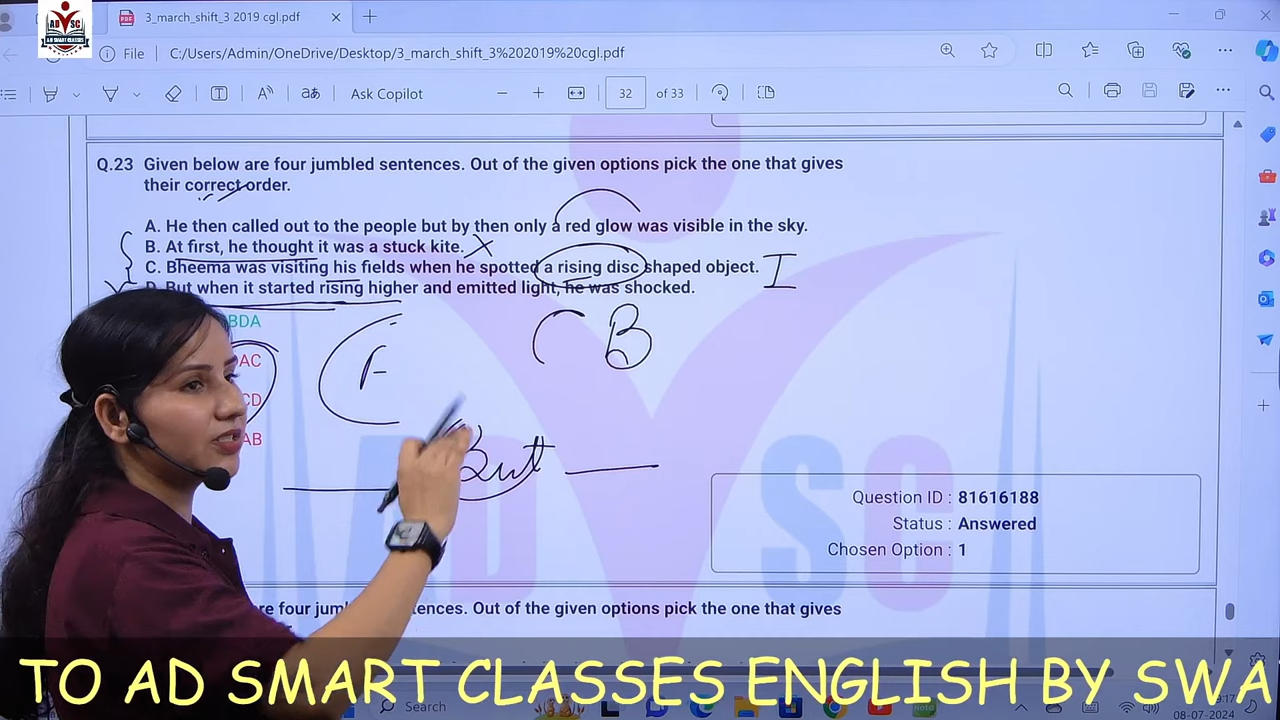 3_march_shift_3 2019 cgl.pdf
File C:/Users/Admin/OneDrive/Desktop/3_march_shift_3%202019%20cgl.pdf
Ask Copilot 32 of 33
Q.23 Given below are four jumbled sentences. Out of the given options pick the one that gives
their correct order.
A. He then called out to the people but by then only a red glow was visible in the sky.
B. At first, he thought it was a stuck kite.
C. Bheema was visiting his fields when he spotted a rising disc shaped object. I
D. But when it started rising higher and emitted light, he was shocked.
BDA
AC
CD
AB
C B
But
Question ID : 81616188
Status : Answered
Chosen Option : 1
Out of the given options pick the one that gives
AD SC
AD SMART CLASSES
TO AD SMART CLASSES ENGLISH BY SWA
Search
08-07-2024